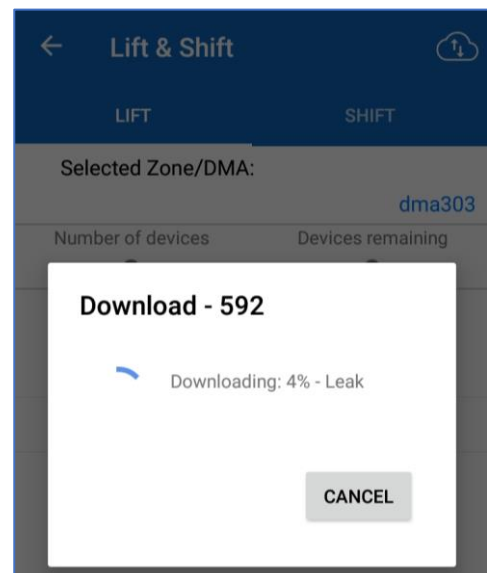 Lift & Shift
LIFT SHIFT
Selected Zone/DMA:
dma303
Number of devices Devices remaining
Download - 592
Downloading: 4% - Leak
CANCEL